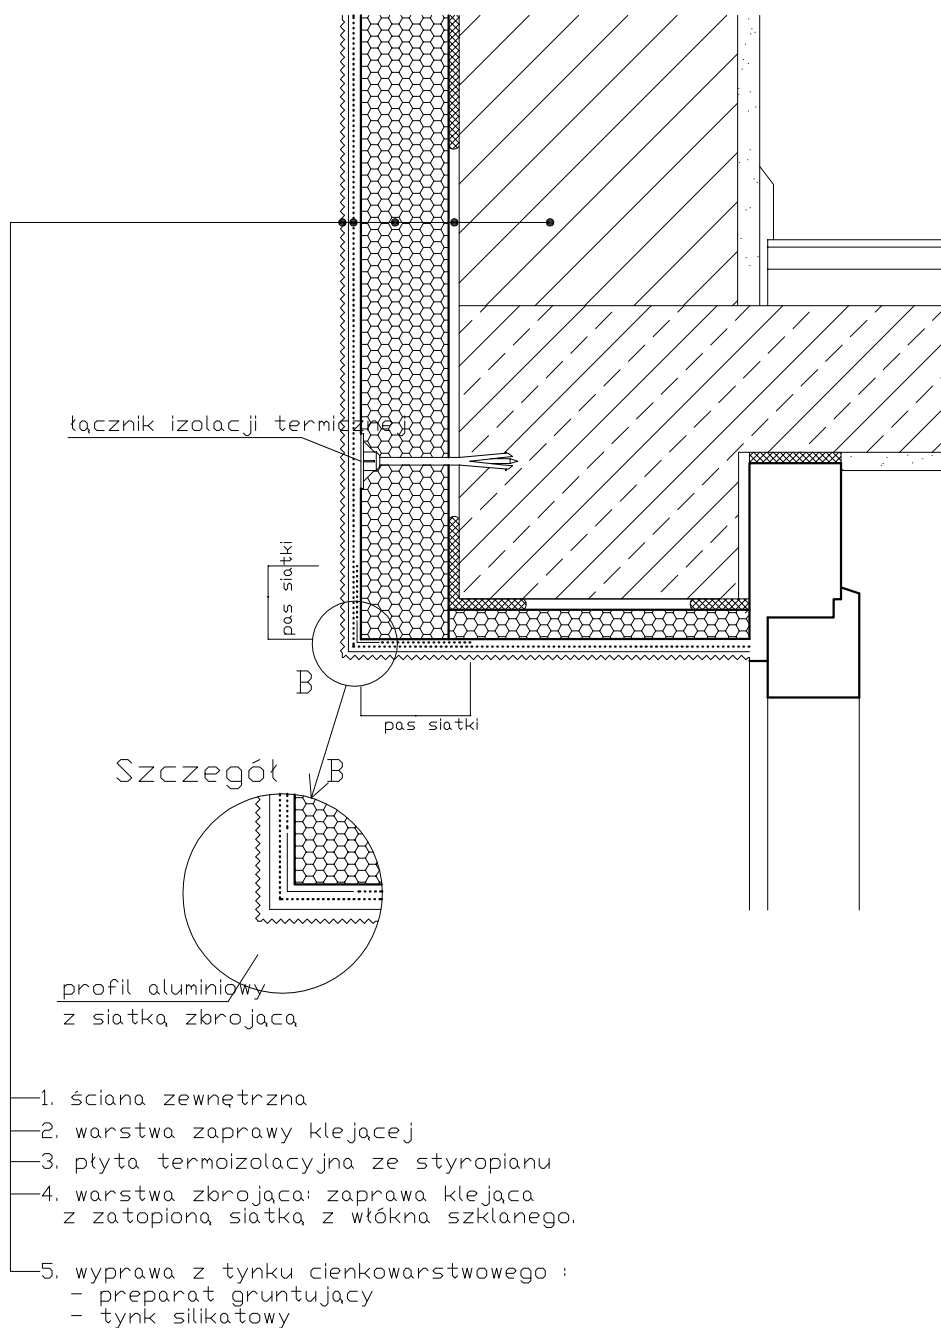 łącznik izolacji termicznej
pas siatki
B
pas siatki
Szczegół B
profil aluminiowy
z siatką zbrojącą
1. ściana zewnętrzna
2. warstwa zaprawy klejącej
3. płyta termoizolacyjna ze styropianu
4. warstwa zbrojąca: zaprawa klejąca
z zatopioną siatką z włókna szklanego.
5. wyprawa z tynku cienkowarstwowego :
- preparat gruntujący
- tynk silikatowy